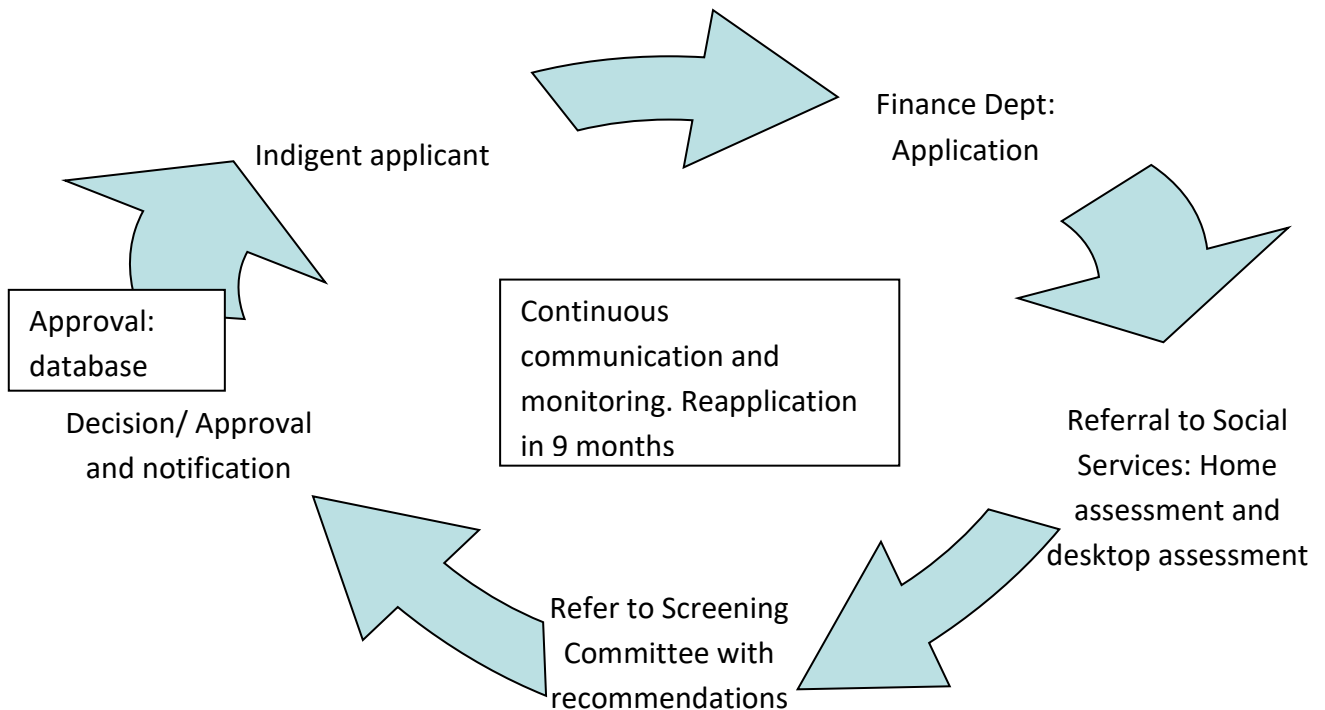 Indigent applicant
Finance Dept:
Application
Referral to Social
Services: Home
assessment and
desktop assessment
Refer to Screening
Committee with
recommendations
Decision/ Approval
and notification
Approval:
database
Continuous
communication and
monitoring. Reapplication
in 9 months